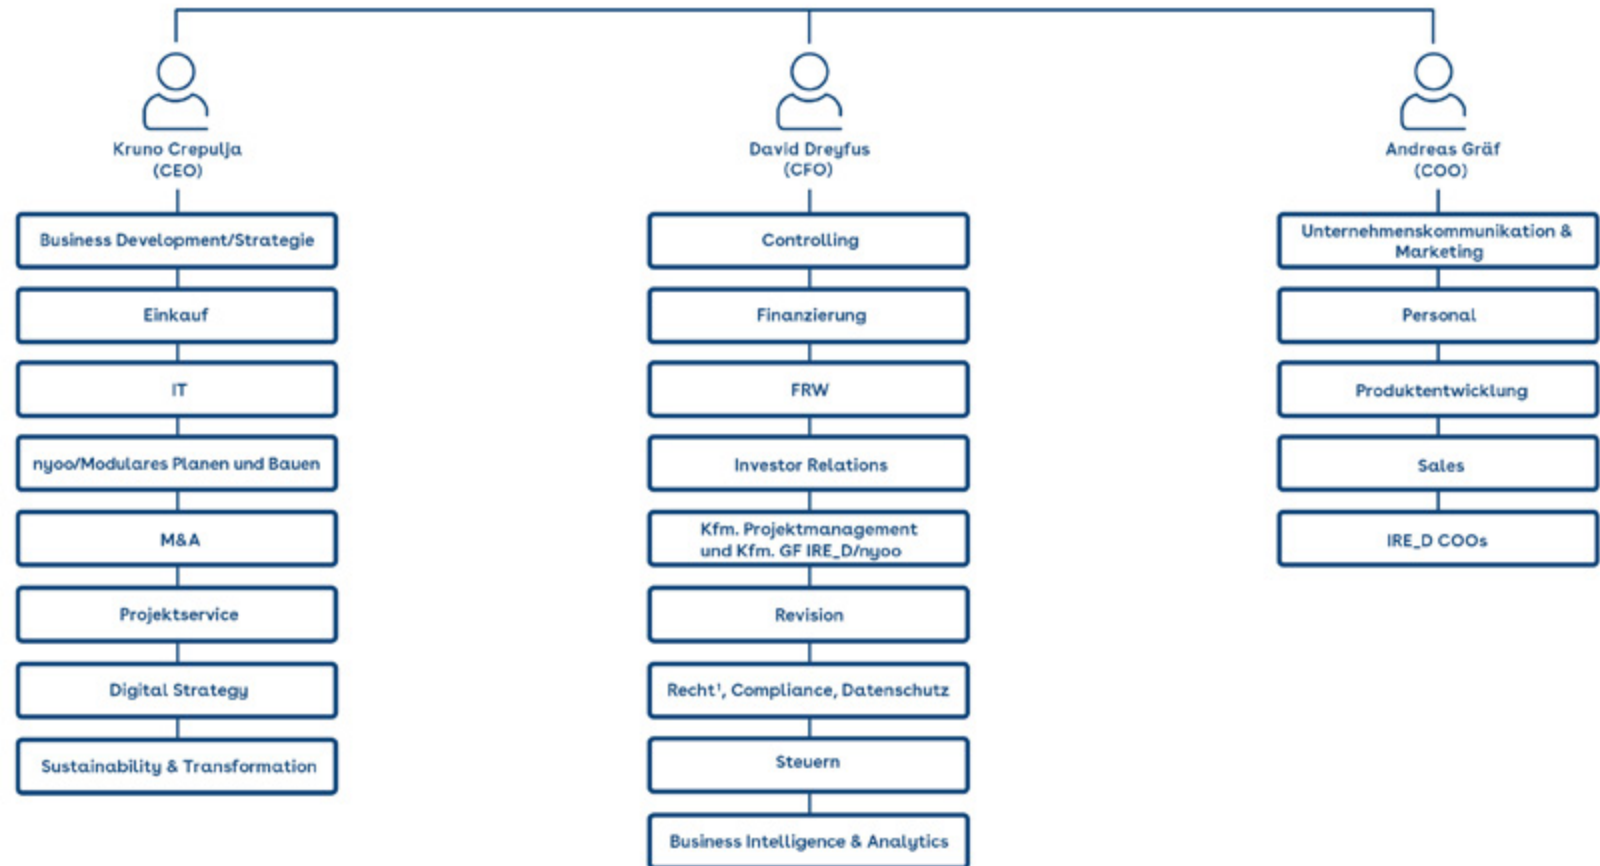 Kruno Crepulja
(CEO)
Business Development/Strategie
Einkauf
IT
nyoo/Modulares Planen und Bauen
M&A
Projektservice
Digital Strategy
Sustainability & Transformation
David Dreyfus
(CFO)
Controlling
Finanzierung
FRW
Investor Relations
Kfm. Projektmanagement
und Kfm. GF IRE_D/nyoo
Revision
Recht¹, Compliance, Datenschutz
Steuern
Business Intelligence & Analytics
Andreas Gräf
(COO)
Unternehmenskommunikation &
Marketing
Personal
Produktentwicklung
Sales
IRE_D COOs